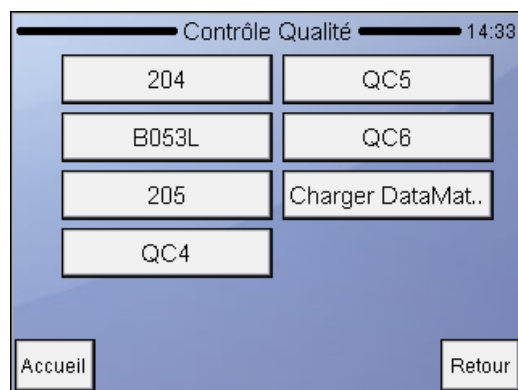 Contrôle Qualité 14:33
204 QC5
B053L QC6
205 Charger DataMat..
QC4
Accueil Retour